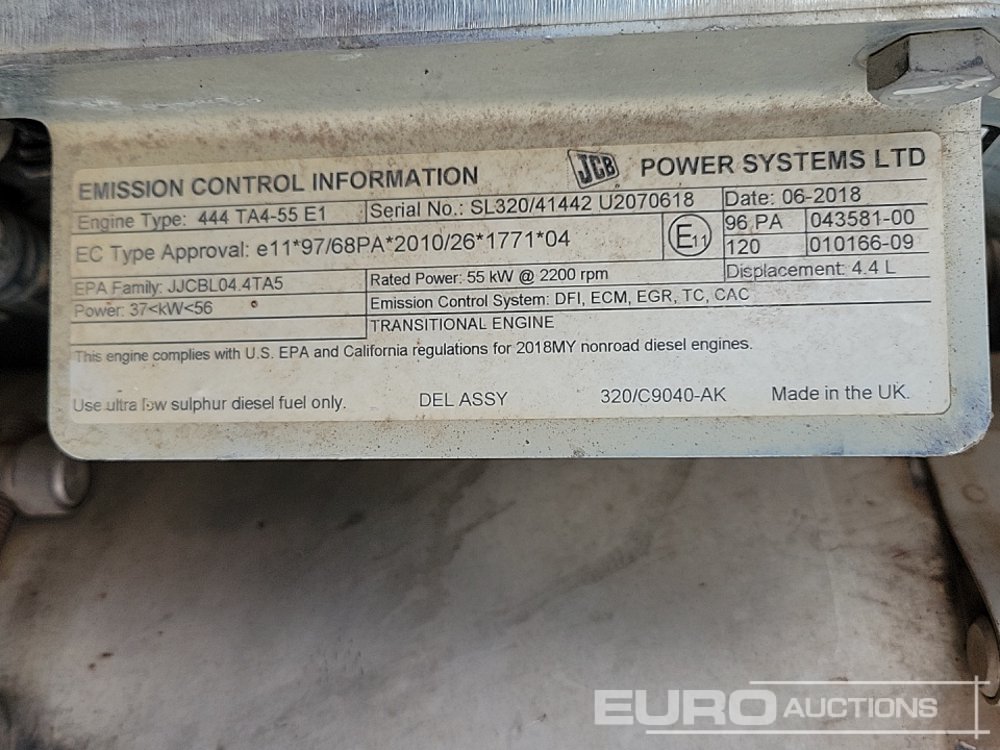 EMISSION CONTROL INFORMATION JCB POWER SYSTEMS LTD
Engine Type: 444 TA4-55 E1 Serial No.: SL320/41442 U2070618 Date: 06-2018
EC Type Approval: e11*97/68PA*2010/26*1771*04 E11 96 PA 043581-00
120 010166-09
EPA Family: JJCBL04.4TA5 Rated Power: 55 kW @ 2200 rpm Displacement: 4.4 L
Power: 37<kW<56 Emission Control System: DFI, ECM, EGR, TC, CAC
TRANSITIONAL ENGINE
This engine complies with U.S. EPA and California regulations for 2018MY nonroad diesel engines.
Use ultra low sulphur diesel fuel only. DEL ASSY 320/C9040-AK Made in the UK.
EURO AUCTIONS